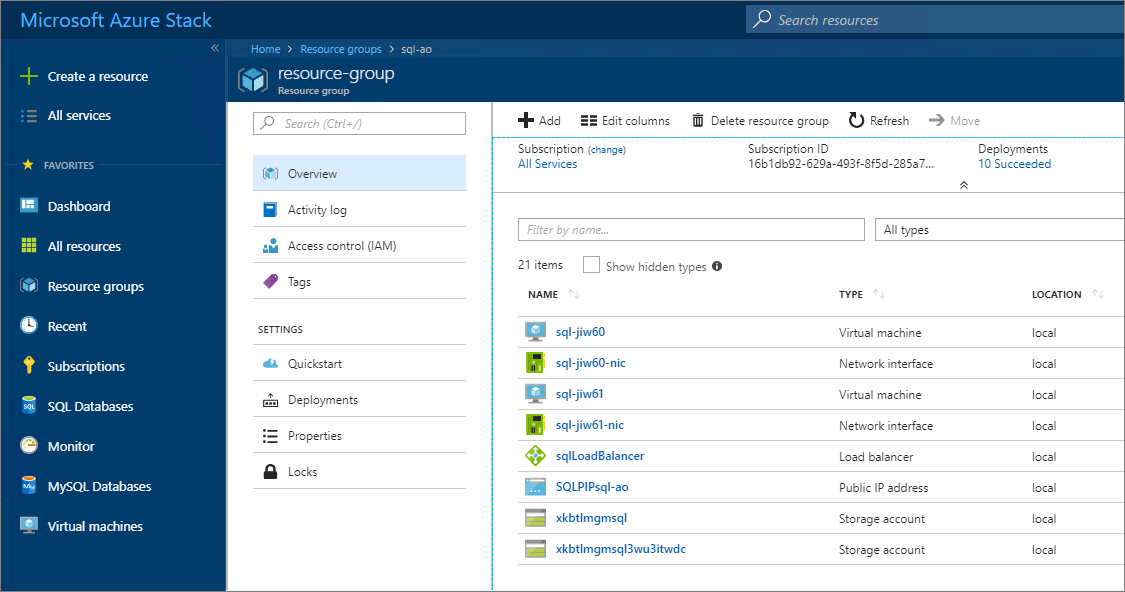 Microsoft Azure Stack
Search resources
«
Home > Resource groups > sql-ao
Create a resource
All services
FAVORITES
Dashboard
All resources
Resource groups
Recent
Subscriptions
SQL Databases
Monitor
MySQL Databases
Virtual machines
resource-group
Resource group
Search (Ctrl+/)
Overview
Activity log
Access control (IAM)
Tags
SETTINGS
Quickstart
Deployments
Properties
Locks
Add Edit columns Delete resource group Refresh Move
Subscription (change) Subscription ID Deployments
All Services 16b1db92-629a-493f-8f5d-285a7... 10 Succeeded
Filter by name... All types
21 items Show hidden types
NAME TYPE LOCATION
sql-jiw60 Virtual machine local
sql-jiw60-nic Network interface local
sql-jiw61 Virtual machine local
sql-jiw61-nic Network interface local
sqlLoadBalancer Load balancer local
SQLPIPsql-ao Public IP address local
xkbtlmgmsql Storage account local
xkbtlmgmsql3wu3itwdc Storage account local